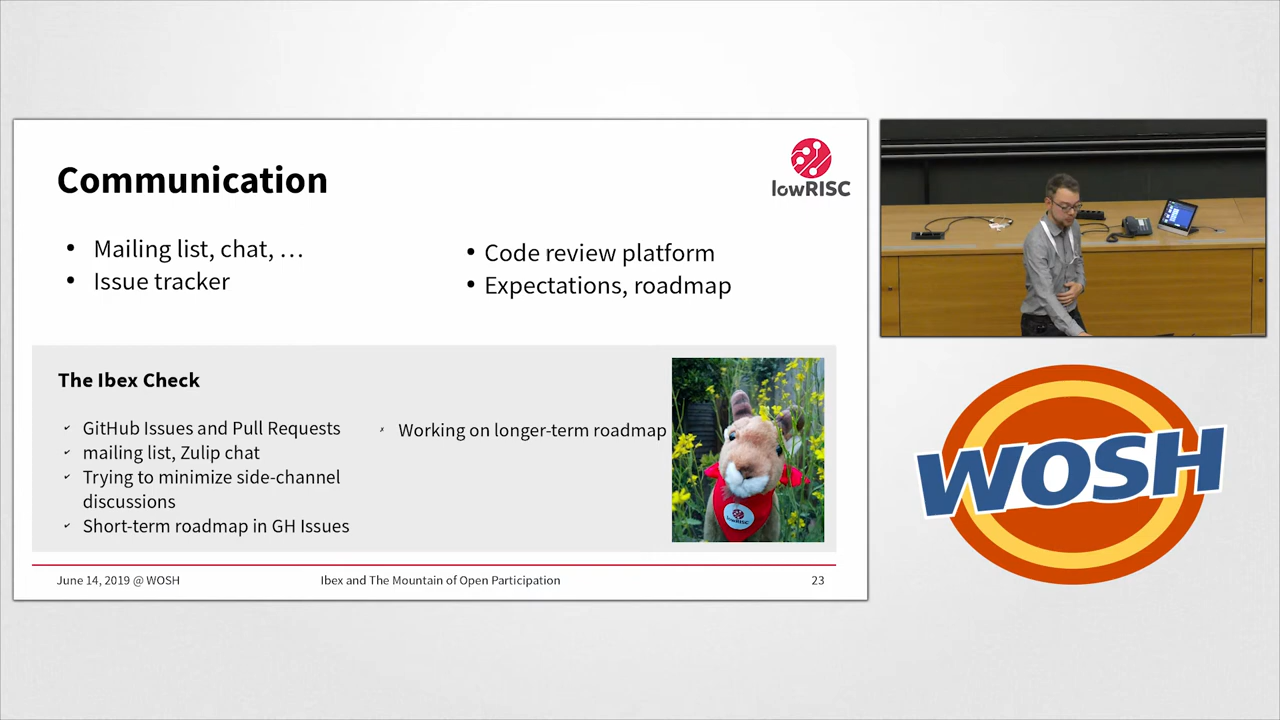 Communication
lowRISC
• Mailing list, chat, …
• Issue tracker
• Code review platform
• Expectations, roadmap
The Ibex Check
✓ GitHub Issues and Pull Requests
✓ mailing list, Zulip chat
✓ Trying to minimize side-channel
discussions
✓ Short-term roadmap in GH Issues
✗ Working on longer-term roadmap
lowRISC
June 14, 2019 @ WOSH
Ibex and The Mountain of Open Participation
23
WOSH